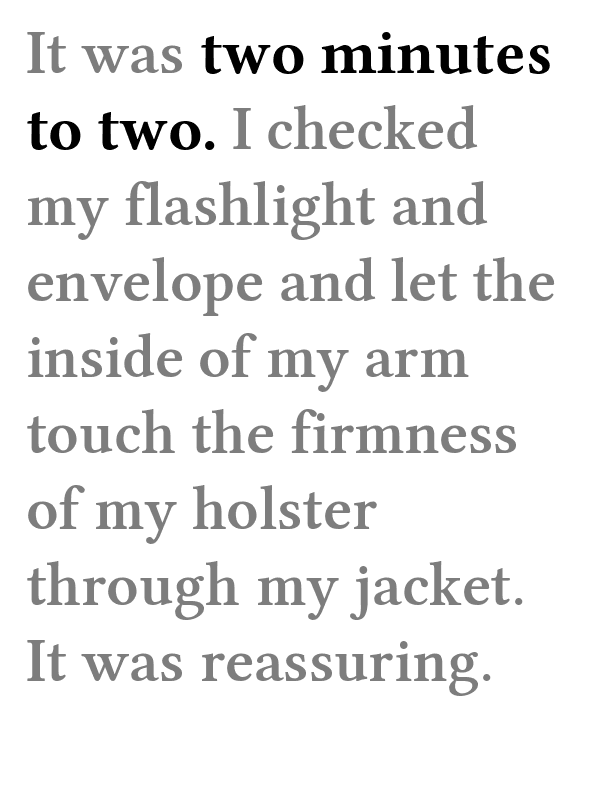 It was two minutes
to two. I checked
my flashlight and
envelope and let the
inside of my arm
touch the firmness
of my holster
through my jacket.
It was reassuring.